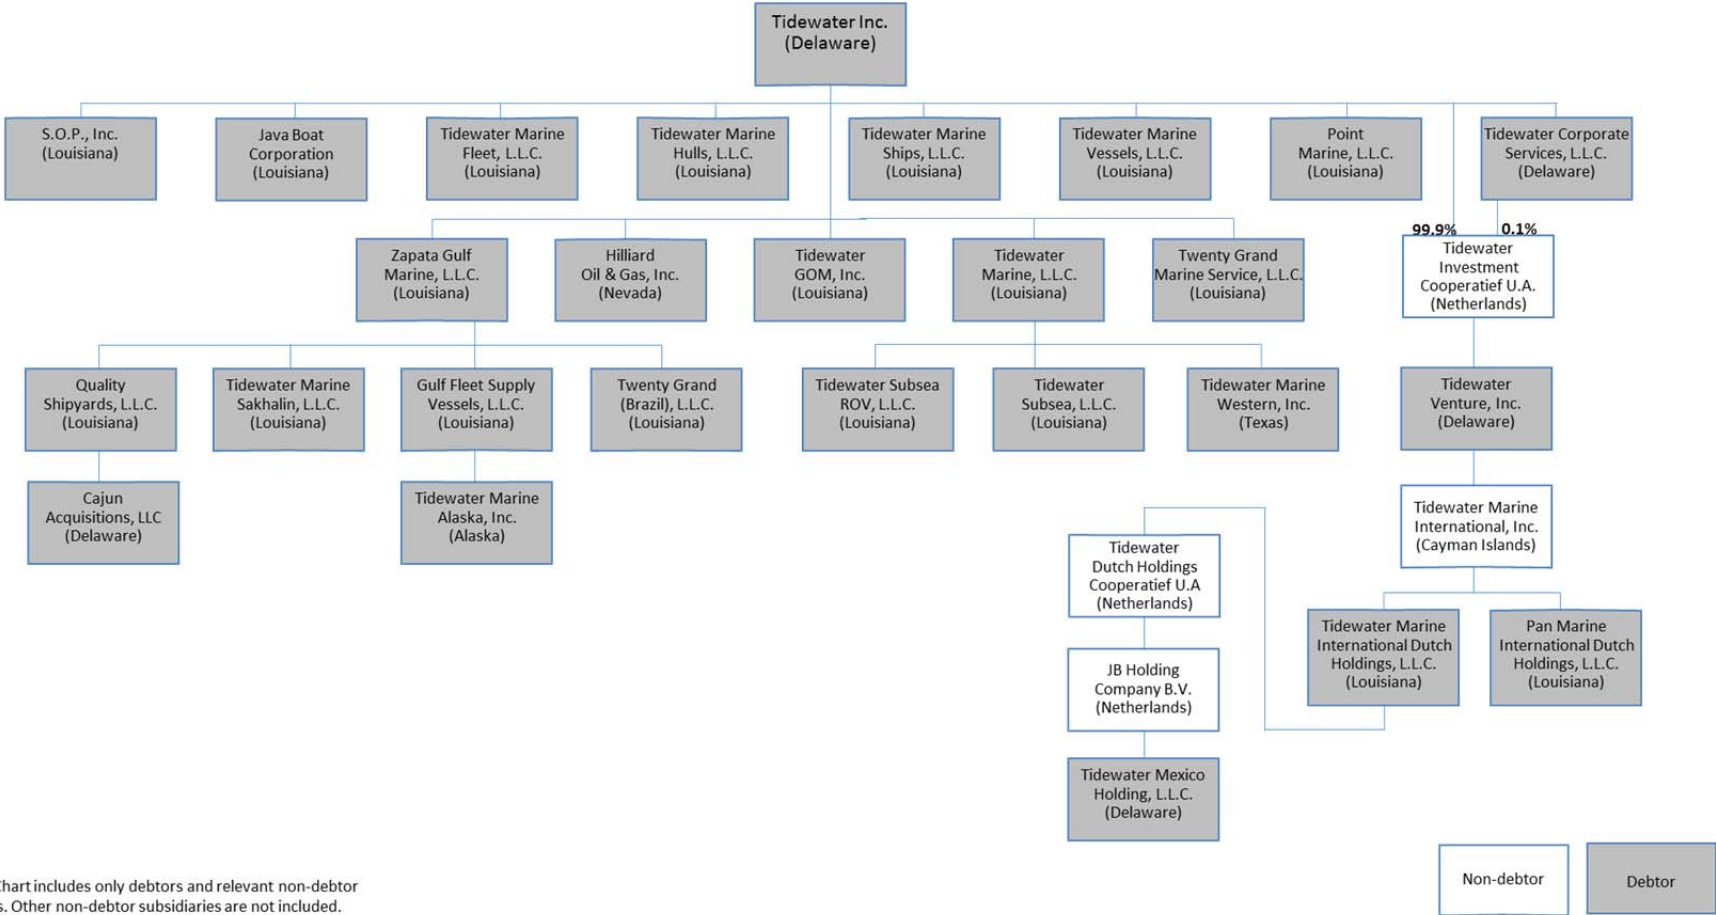 Tidewater Inc.
(Delaware)
S.O.P., Inc.
(Louisiana)
Java Boat
Corporation
(Louisiana)
Tidewater Marine
Fleet, L.L.C.
(Louisiana)
Tidewater Marine
Hulls, L.L.C.
(Louisiana)
Tidewater Marine
Ships, L.L.C.
(Louisiana)
Tidewater Marine
Vessels, L.L.C.
(Louisiana)
Point
Marine, L.L.C.
(Louisiana)
Tidewater Corporate
Services, L.L.C.
(Delaware)
99.9%
0.1%
Zapata Gulf
Marine, L.L.C.
(Louisiana)
Hilliard
Oil & Gas, Inc.
(Nevada)
Tidewater
GOM, Inc.
(Louisiana)
Tidewater
Marine, L.L.C.
(Louisiana)
Twenty Grand
Marine Service, L.L.C.
(Louisiana)
Tidewater
Investment
Cooperatief U.A.
(Netherlands)
Quality
Shipyards, L.L.C.
(Louisiana)
Tidewater Marine
Sakhalin, L.L.C.
(Louisiana)
Gulf Fleet Supply
Vessels, L.L.C.
(Louisiana)
Twenty Grand
(Brazil), L.L.C.
(Louisiana)
Tidewater Subsea
ROV, L.L.C.
(Louisiana)
Tidewater
Subsea, L.L.C.
(Louisiana)
Tidewater Marine
Western, Inc.
(Texas)
Tidewater
Venture, Inc.
(Delaware)
Cajun
Acquisitions, LLC
(Delaware)
Tidewater Marine
Alaska, Inc.
(Alaska)
Tidewater Marine
International, Inc.
(Cayman Islands)
Tidewater
Dutch Holdings
Cooperatief U.A
(Netherlands)
Tidewater Marine
International Dutch
Holdings, L.L.C.
(Louisiana)
Pan Marine
International Dutch
Holdings, L.L.C.
(Louisiana)
JB Holding
Company B.V.
(Netherlands)
Tidewater Mexico
Holding, L.L.C.
(Delaware)
Non-debtor
Debtor
Chart includes only debtors and relevant non-debtor
s. Other non-debtor subsidiaries are not included.